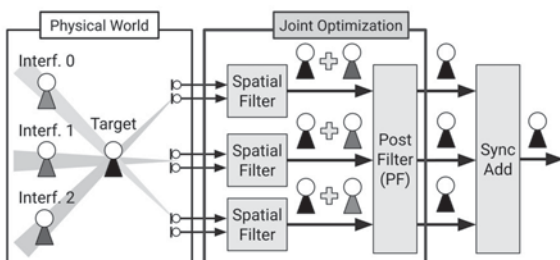 Physical World
Joint Optimization
Interf. 0
Interf. 1
Target
Interf. 2
Spatial
Filter
Spatial
Filter
Spatial
Filter
Post
Filter
(PF)
Sync
Add